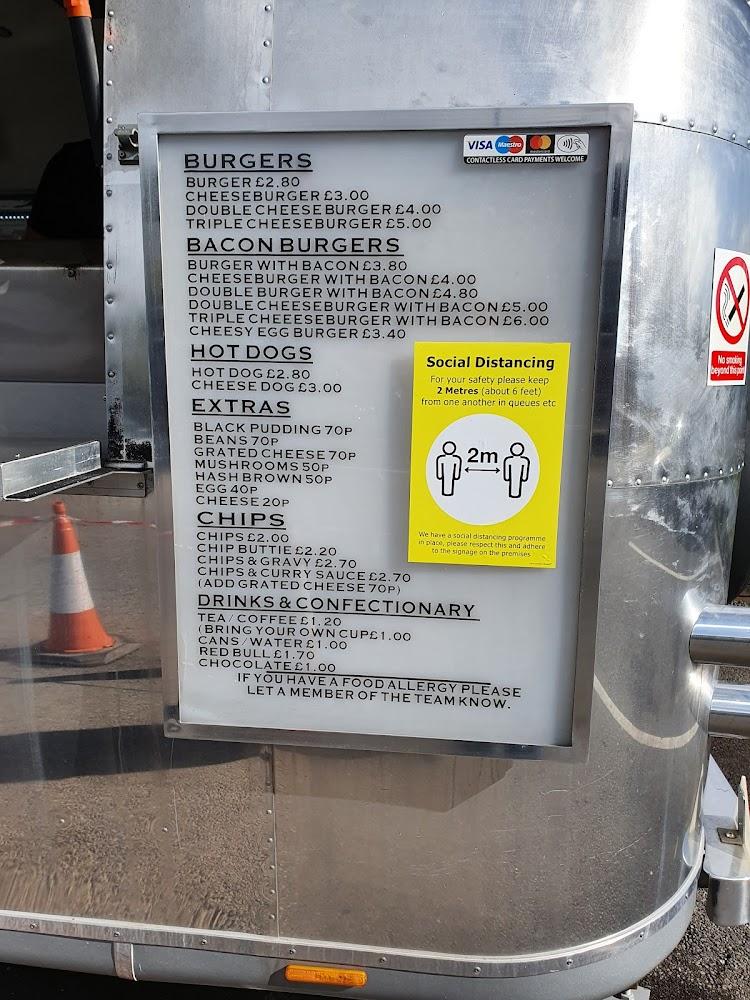 VISA Maestro mastercard
CONTACTLESS CARD PAYMENTS WELCOME
BURGERS
BURGER £2.80
CHEESEBURGER £3.00
DOUBLE CHEESEBURGER £4.00
TRIPLE CHEESEBURGER £5.00
BACON BURGERS
BURGER WITH BACON £3.80
CHEESEBURGER WITH BACON £4.00
DOUBLE BURGER WITH BACON £4.80
DOUBLE CHEESEBURGER WITH BACON £5.00
TRIPLE CHEEESEBURGER WITH BACON £6.00
CHEESY EGG BURGER £3.40
HOT DOGS
HOT DOG £2.80
CHEESE DOG £3.00
EXTRAS
BLACK PUDDING 70P
BEANS 70P
GRATED CHEESE 70P
MUSHROOMS 50P
HASH BROWN 50P
EGG 40P
CHEESE 20P
CHIPS
CHIPS £2.00
CHIP BUTTIE £2.20
CHIPS & GRAVY £2.70
CHIPS & CURRY SAUCE £2.70
(ADD GRATED CHEESE 70P)
DRINKS & CONFECTIONARY
TEA / COFFEE £1.20
(BRING YOUR OWN CUP £1.00
CANS / WATER £1.00
RED BULL £1.70
CHOCOLATE £1.00
IF YOU HAVE A FOOD ALLERGY PLEASE
LET A MEMBER OF THE TEAM KNOW.
Social Distancing
For your safety please keep
2 Metres (about 6 feet)
from one another in queues etc
2m
We have a social distancing programme
in place, please respect this and adhere
to the signage on the premises
No smoking
beyond this point